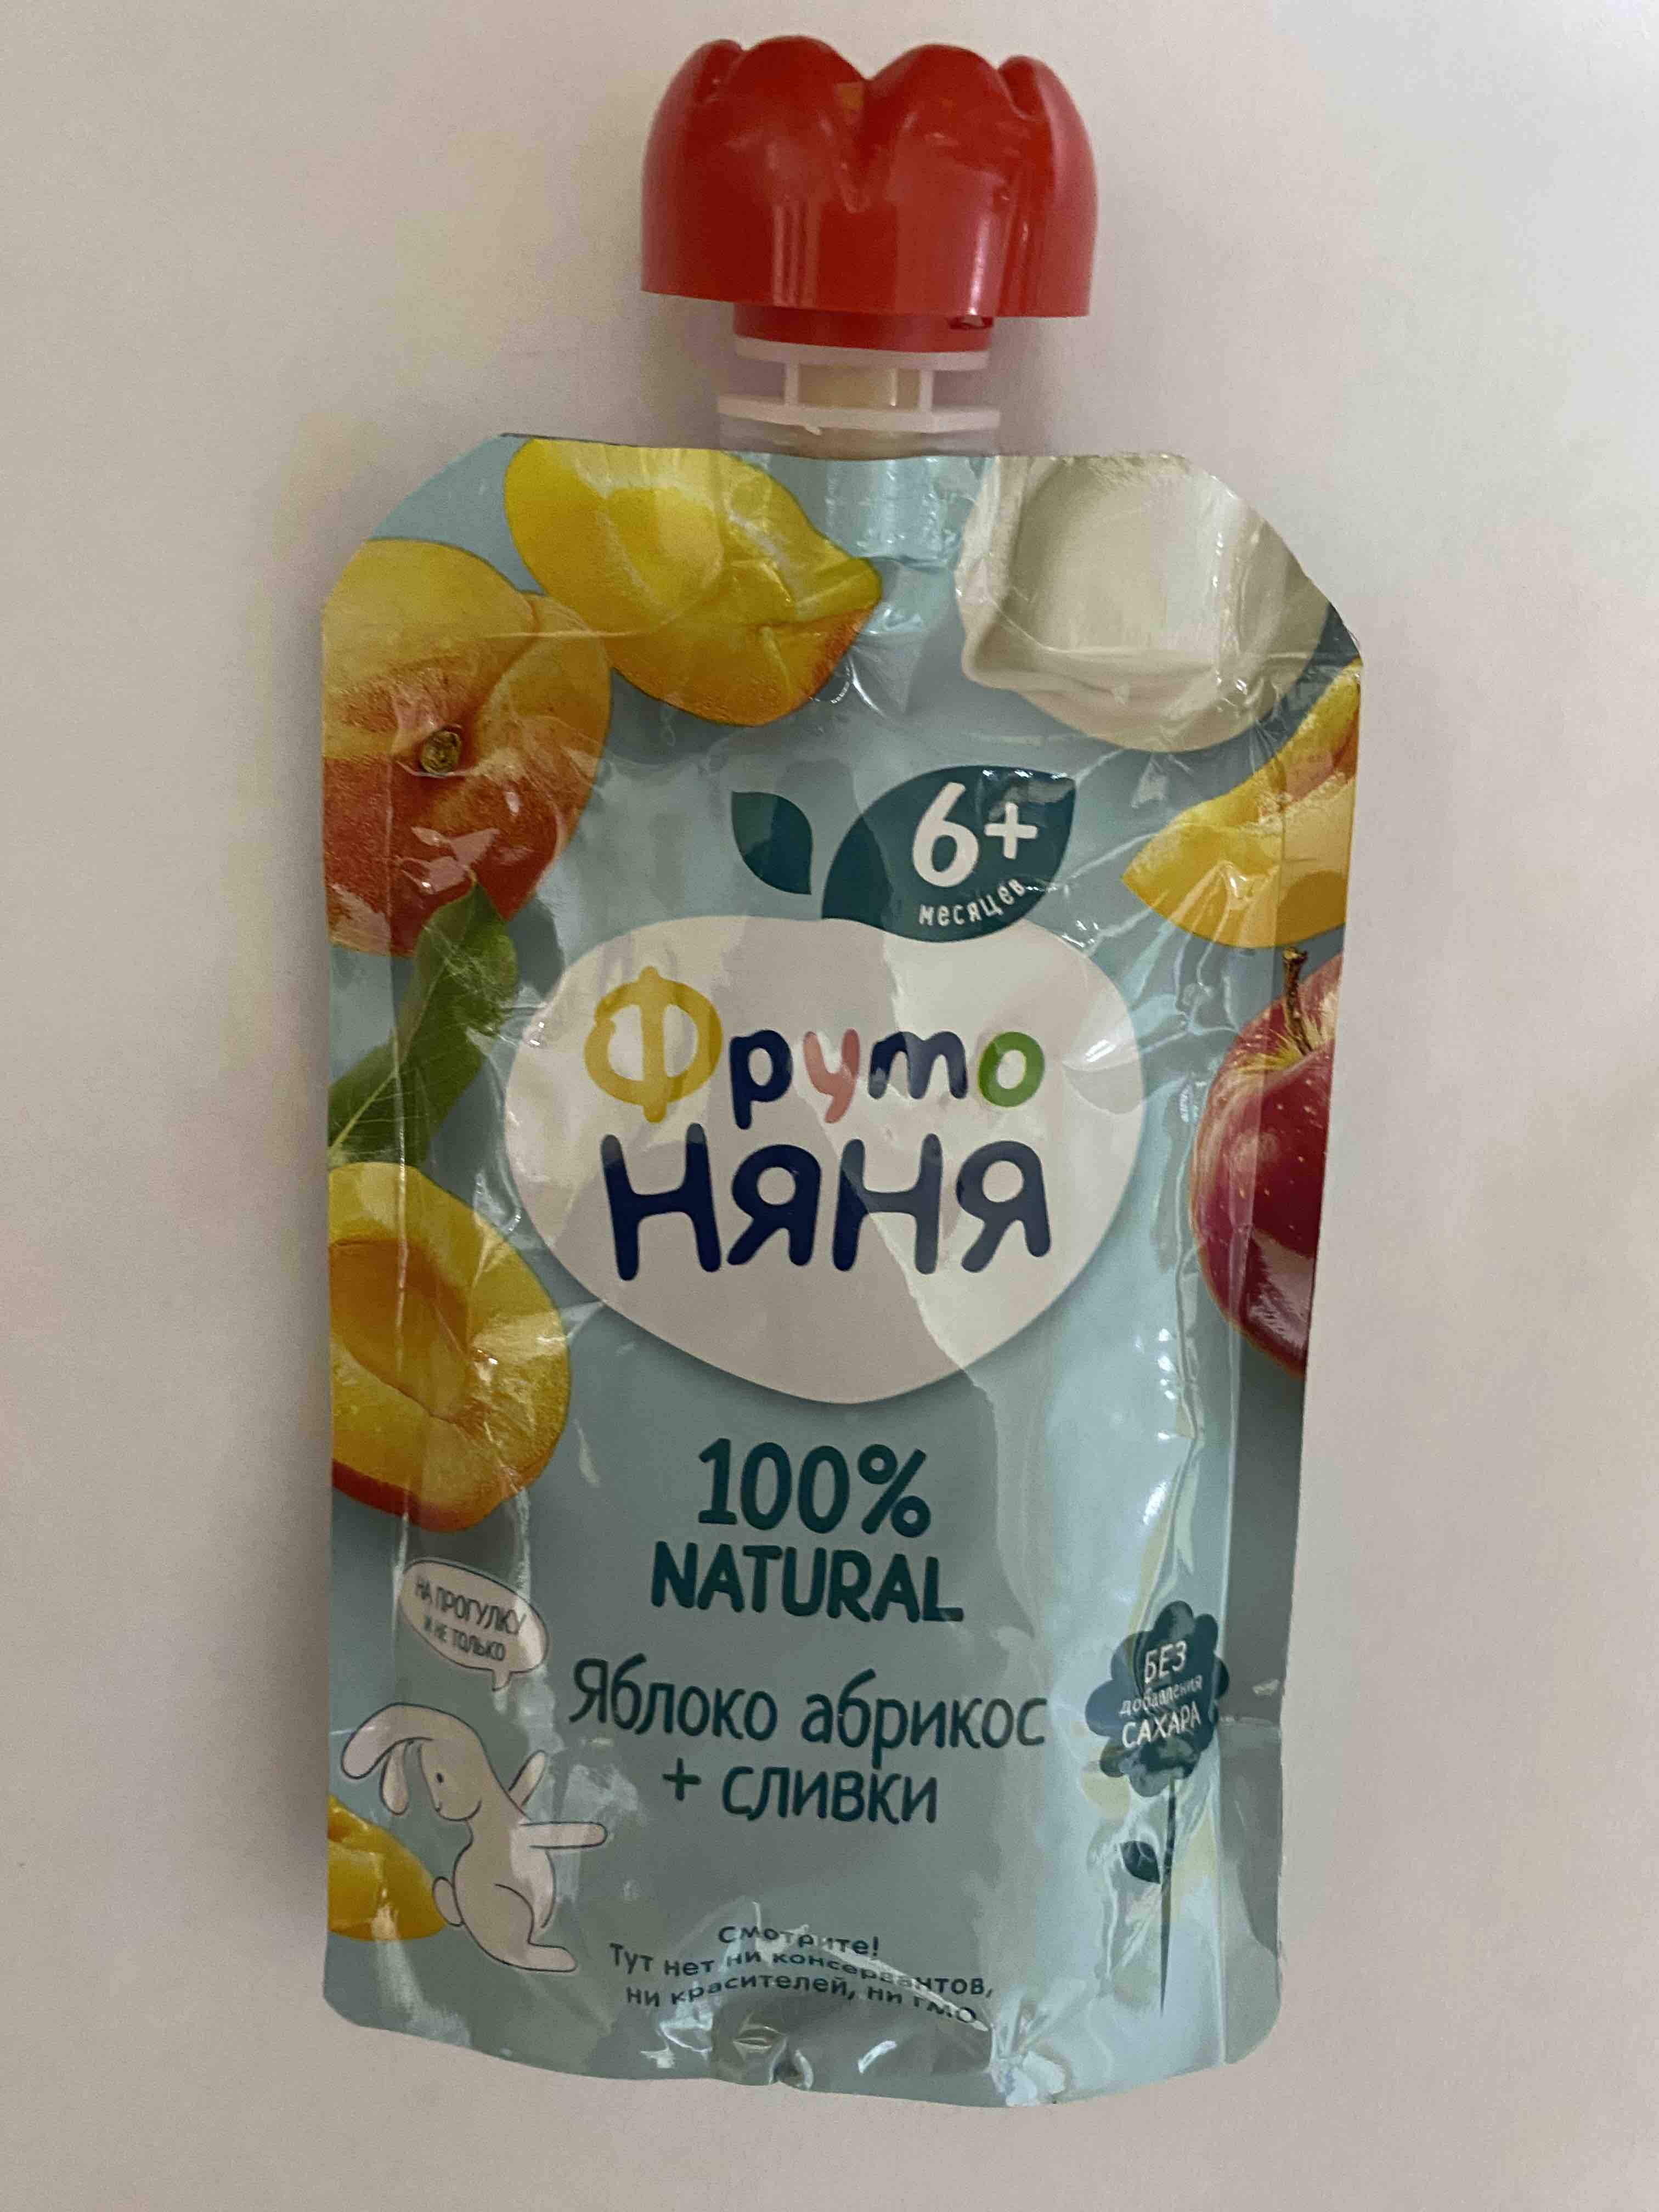 6+
месяцев
Фруто
НЯНЯ
100%
NATURAL
НА ПРОГУЛКУ
И НЕ ТОЛЬКО
Яблоко абрикос
+ сливки
БЕЗ
добавления
САХАРА
Смотрите!
Тут нет ни консервантов,
ни красителей, ни ГМО